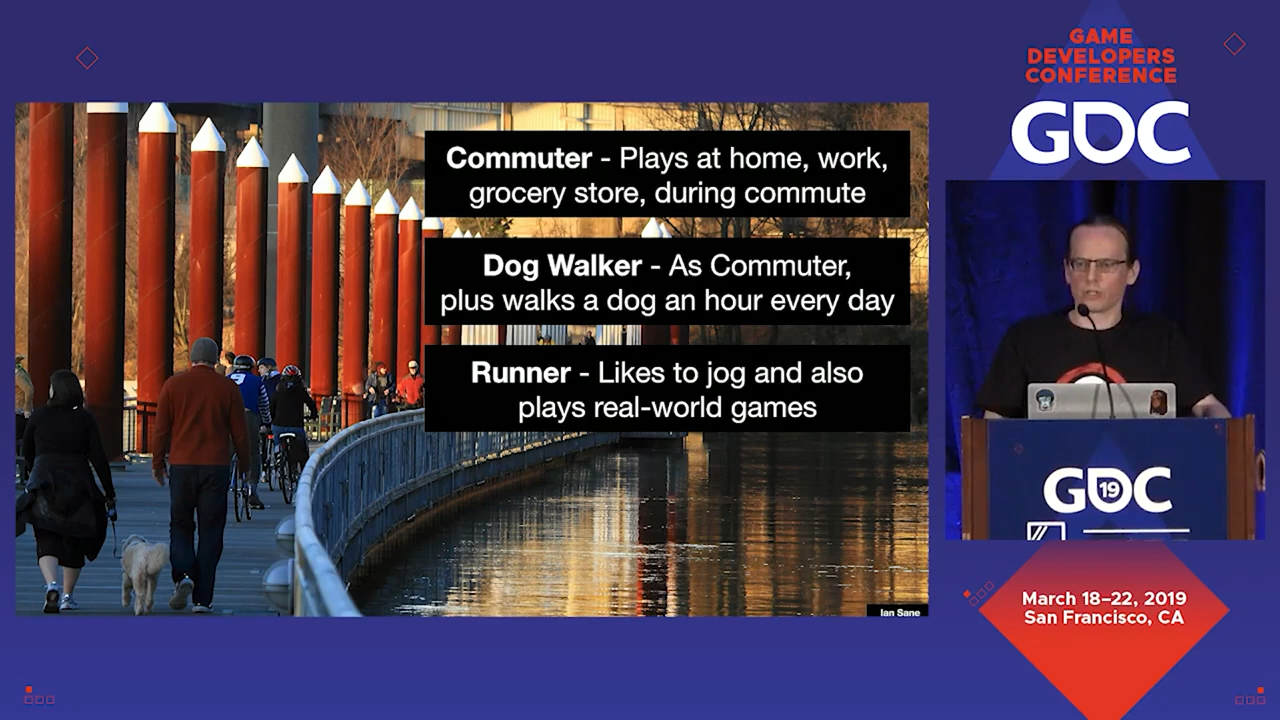 Commuter - Plays at home, work,
grocery store, during commute
Dog Walker - As Commuter,
plus walks a dog an hour every day
Runner - Likes to jog and also
plays real-world games
Ian Sane
GAME
DEVELOPERS
CONFERENCE
GDC
GDC
19
March 18–22, 2019
San Francisco, CA